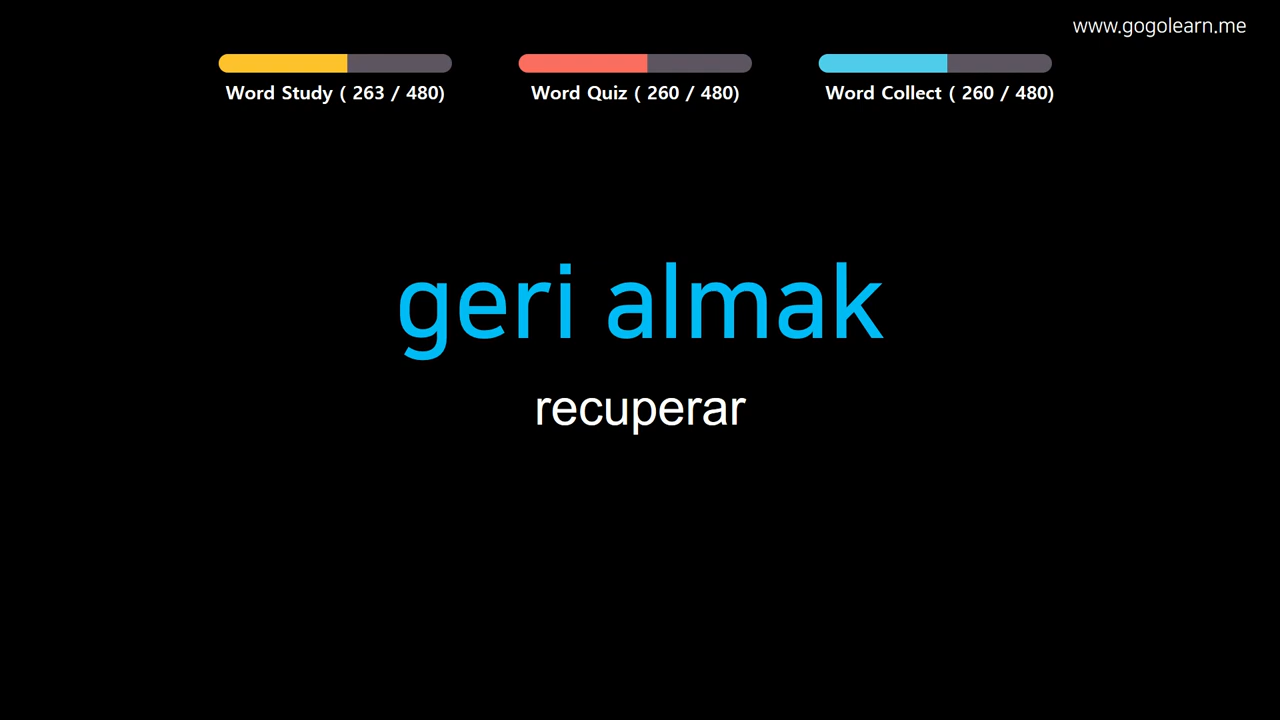 www.gogolearn.me
Word Study ( 263 / 480)
Word Quiz ( 260 / 480)
Word Collect ( 260 / 480)
geri almak
recuperar